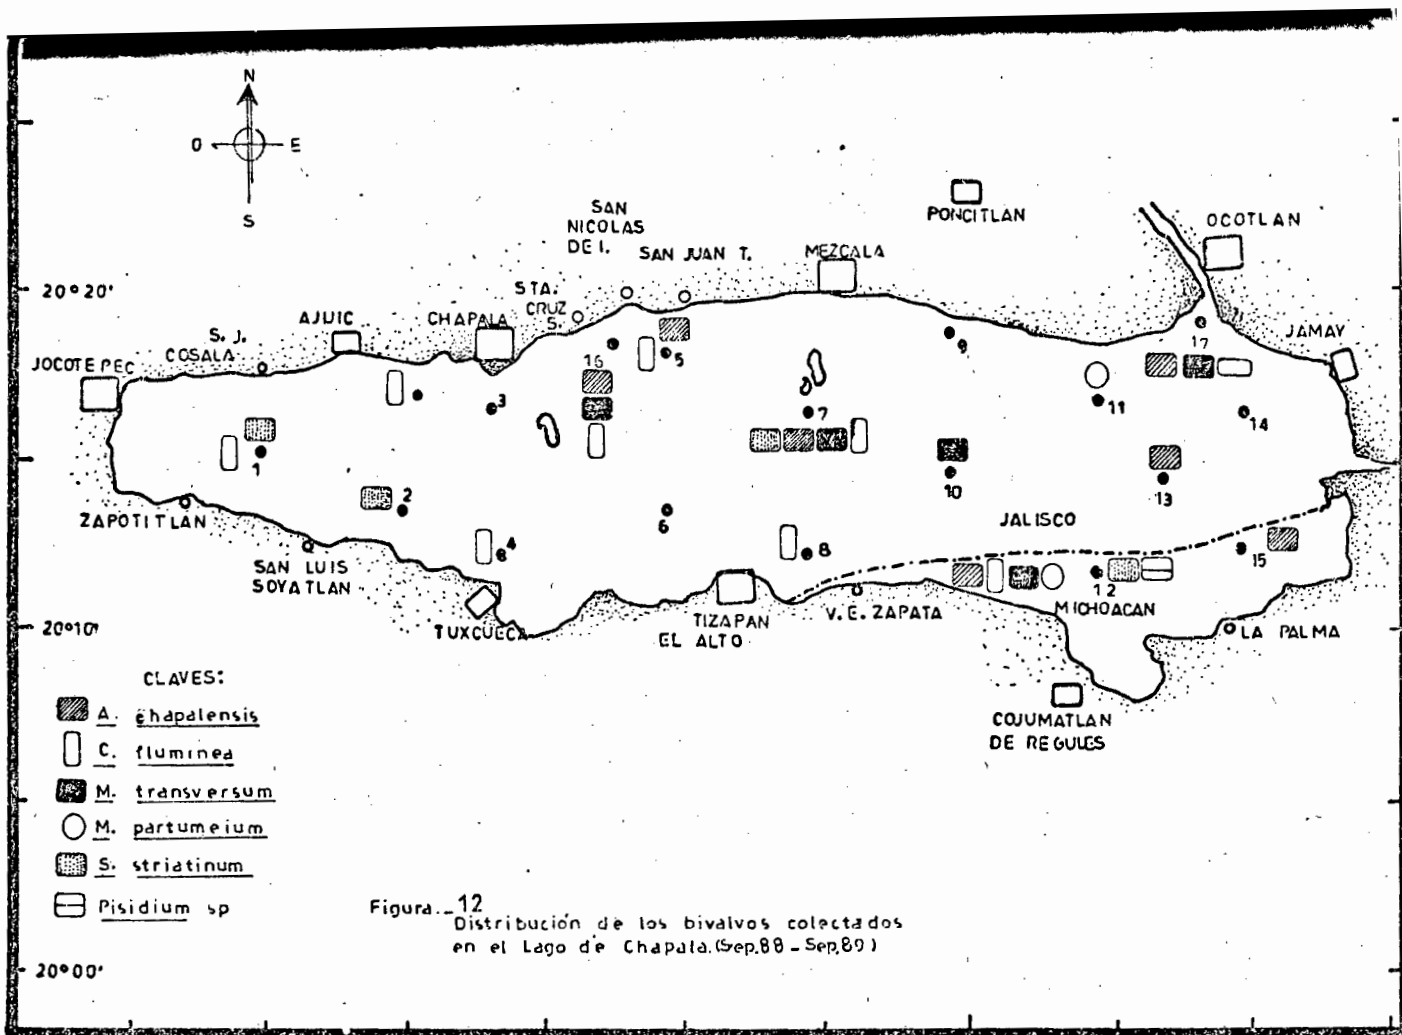 N
O
E
S
SAN
NICOLAS
DE I.
SAN JUAN T.
MEZCALA
PONCITLAN
OCOTLAN
20°20'
STA.
CRUZ
S.
AJIJIC
CHAPALA
S. J.
COSALA
JOCOTEPEC
JAMAY
16
5
9
17
3
7
11
14
1
2
10
13
6
4
8
15
12
ZAPOTITLAN
SAN LUIS
SOYATLAN
JALISCO
MICHOACAN
20°10'
TUXCUECA
TIZAPAN
EL ALTO
V. E. ZAPATA
LA PALMA
COJUMATLAN
DE REGULES
CLAVES:
A. chapalensis
C. fluminea
M. transversum
M. partumeium
S. striatinum
Pisidium sp
Figura._12
Distribución de los bivalvos colectados
en el Lago de Chapala.(Sep.88 - Sep.89)
20°00'